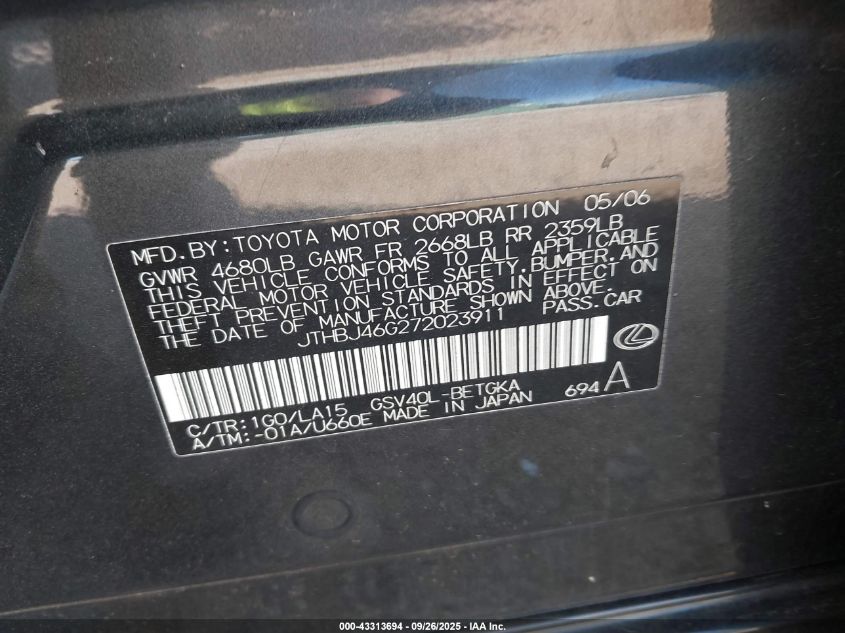 MFD.BY:TOYOTA MOTOR CORPORATION 05/06
GVWR 4680LB GAWR FR 2668LB RR 2359LB
THIS VEHICLE CONFORMS TO ALL APPLICABLE
FEDERAL MOTOR VEHICLE SAFETY,BUMPER,AND
THEFT PREVENTION STANDARDS IN EFFECT ON
THE DATE OF MANUFACTURE SHOWN ABOVE.
JTHBJ46G272023911 PASS.CAR
C/TR:1G0/LA15 GSV40L-BETGKA 694A
A/TM:-01A/U660E MADE IN JAPAN
000-43313694 - 09/26/2025 - IAA Inc.